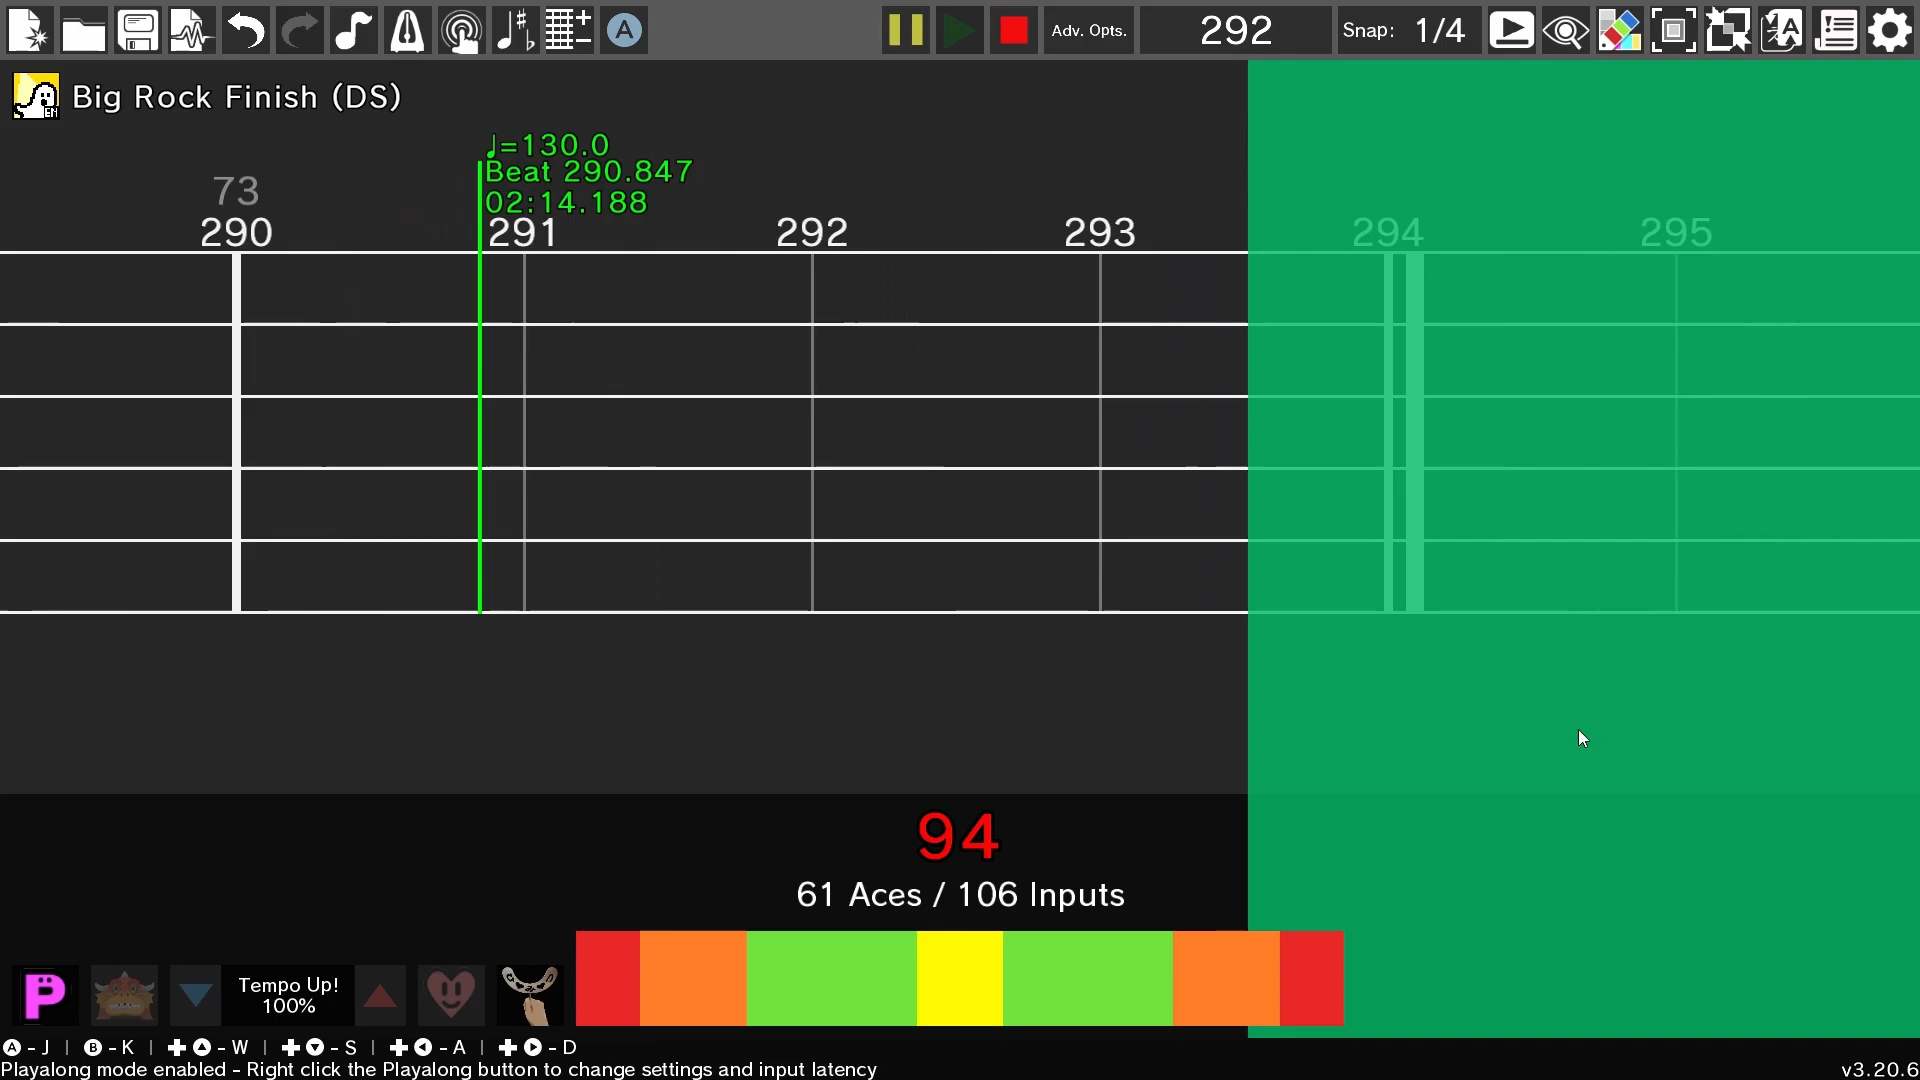 A
Adv. Opts.
292
Snap: 1/4
Big Rock Finish (DS)
♩=130.0
Beat 290.847
02:14.188
73
290 291 292 293 294 295
94
61 Aces / 106 Inputs
P
Tempo Up!
100%
A - J | B - K | - W | - S | - A | - D
Playalong mode enabled - Right click the Playalong button to change settings and input latency
v3.20.6